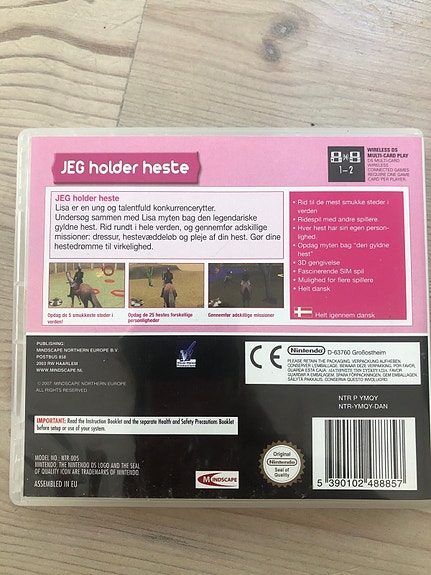 JEG holder heste
WIRELESS DS
MULTI CARD PLAY
DS MULTI-CARD
WIRELESS
CONNECTED GAMES
REQUIRE ONE GAME
CARD PER PLAYER.
1-2
JEG holder heste
Lisa er en ung og talentfuld konkurrencerytter.
Undersøg sammen med Lisa myten bag den legendariske
gyldne hest. Rid rundt i hele verden, og gennemfør adskillige
missioner: dressur, hestevæddeløb og pleje af din hest. Gør dine
hestedrømme til virkelighed.
• Rid til de mest smukke steder i
verden
• Ridespil med andre spillere.
• Hver hest har sin egen person-
lighed.
• Opdag myten bag "den gyldne
hest"
• 3D gengivelse
• Fascinerende SIM spil
• Mulighed for flere spillere
• Helt dansk
Helt igennem dansk
Opdag de 5 smukkeste steder i
verden!
Opdag de 25 hestes forskellige
personligheder
Gennemfør adskillige missioner
PUBLISHING:
MINDSCAPE NORTHERN EUROPE B.V.
POSTBUS 858
2003 RW HAARLEM
WWW.MINDSCAPE.NL
© 2007 MINDSCAPE NORTHERN EUROPE.
ALL RIGHTS RESERVED.
CE
Nintendo
D-63760 Großostheim
PLEASE RETAIN THIS INFORMATION.
NTR P YMQY
NTR-YMQY-DAN
IMPORTANT: Read the Instruction Booklet and the separate Health and Safety Precautions Booklet
before setup or use of your system.
MODEL NO : NTR-005
NINTENDO, THE NINTENDO DS LOGO AND THE SEAL
OF QUALITY ICON ARE TRADEMARKS OF NINTENDO.
ASSEMBLED IN EU
MINDSCAPE
Original
Nintendo
Seal of
Quality
5 390102 488857